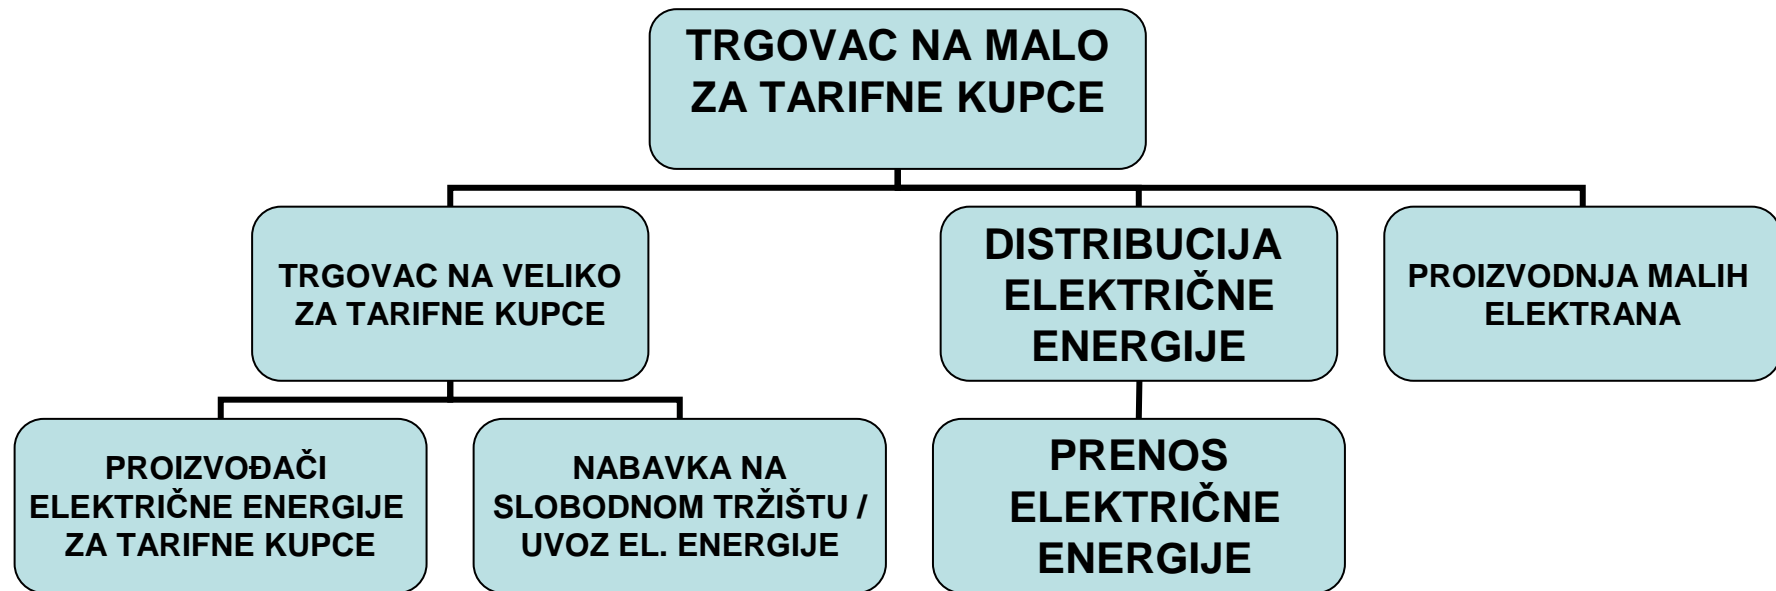 TRGOVAC NA MALO
ZA TARIFNE KUPCE
TRGOVAC NA VELIKO
ZA TARIFNE KUPCE
DISTRIBUCIJA
ELEKTRIČNE
ENERGIJE
PROIZVODNJA MALIH
ELEKTRANA
PROIZVOĐAČI
ELEKTRIČNE ENERGIJE
ZA TARIFNE KUPCE
NABAVKA NA
SLOBODNOM TRŽIŠTU /
UVOZ EL. ENERGIJE
PRENOS
ELEKTRIČNE
ENERGIJE